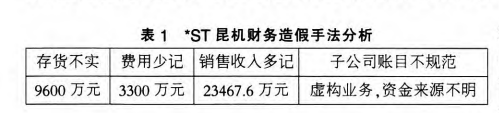 表 1 *ST 昆机财务造假手法分析
存货不实 费用少记 销售收入多记 子公司账目不规范
9600 万元 3300 万元 23467.6 万元 虚构业务,资金来源不明